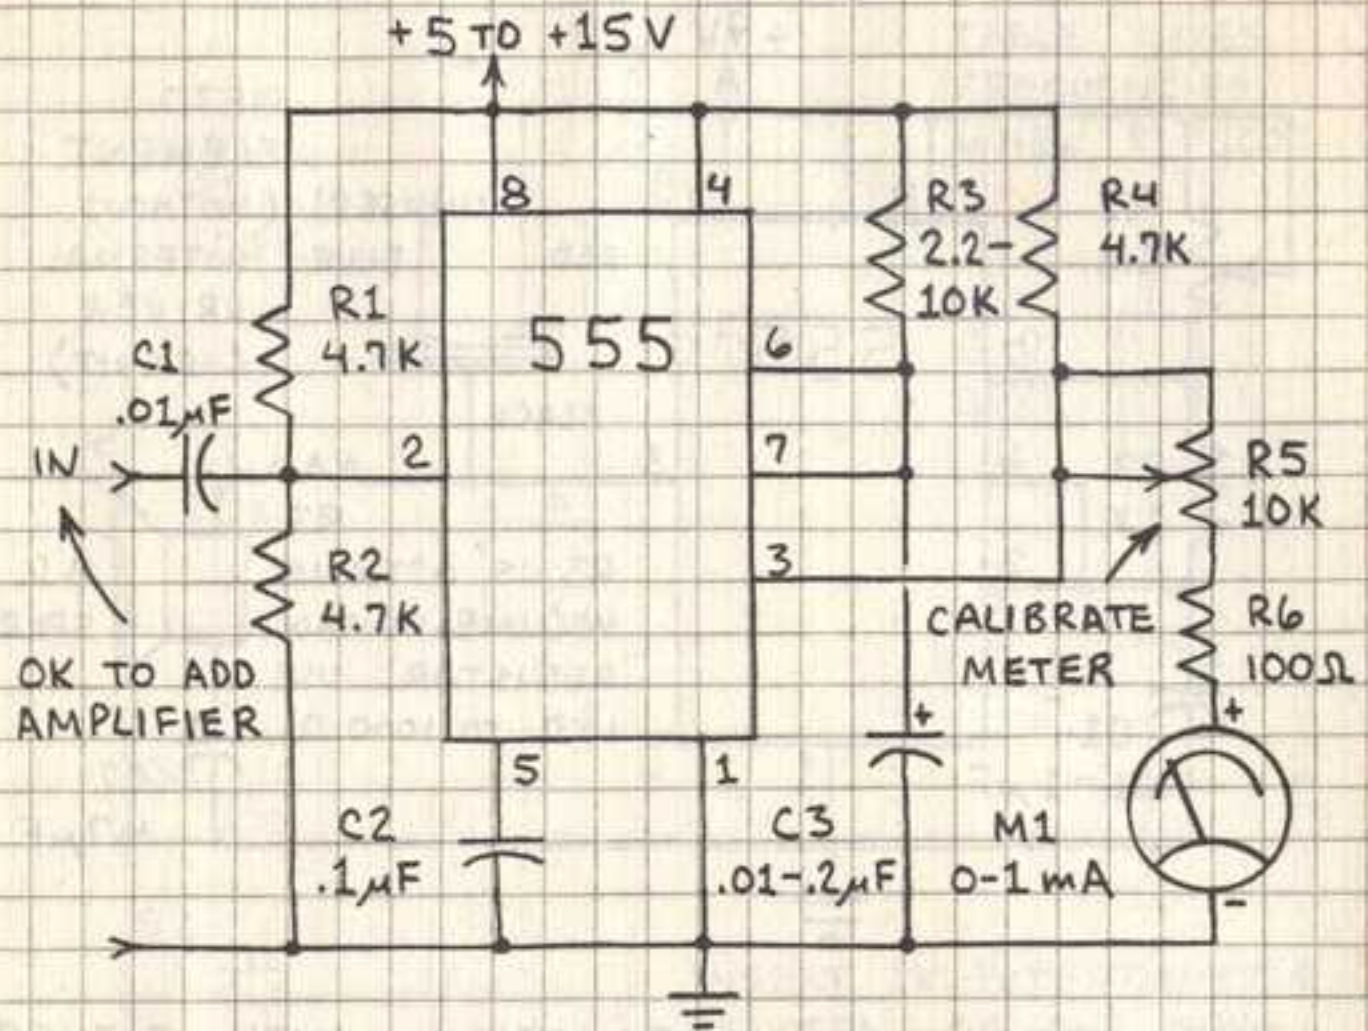 +5 TO +15V
8
4
R3
2.2-
10K
R4
4.7K
R1
4.7K
555
6
C1
.01μF
IN
2
7
R5
10K
R2
4.7K
3
CALIBRATE
METER
R6
100Ω
OK TO ADD
AMPLIFIER
+
+
5
1
C2
.1μF
C3
.01-.2μF
M1
0-1mA
-